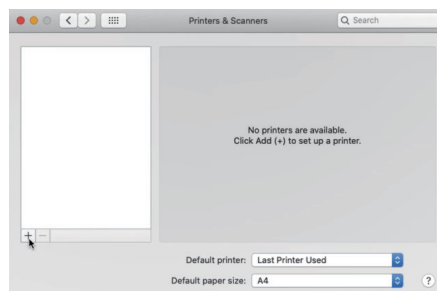 Printers & Scanners
Search
No printers are available.
Click Add (+) to set up a printer.
+ −
Default printer: Last Printer Used
Default paper size: A4
?